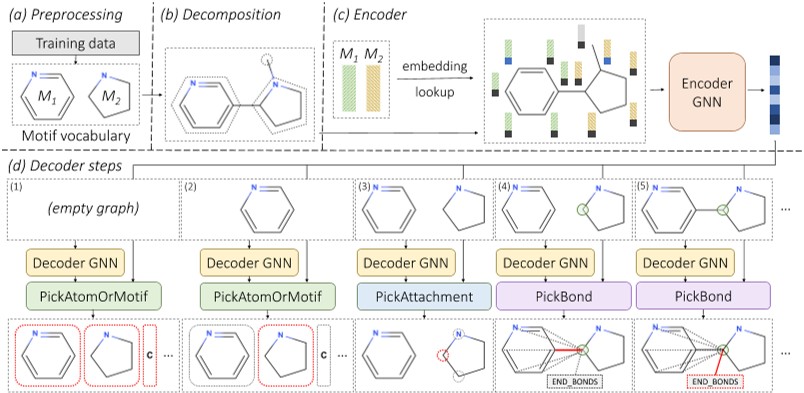 (a) Preprocessing
Training data
N
N
M1
M2
Motif vocabulary
(b) Decomposition
N
N
(c) Encoder
M1 M2
embedding
lookup
Encoder
GNN
(d) Decoder steps
(1)
(empty graph)
(2)
N
(3)
N
N
(4)
N
N
(5)
N
N
...
Decoder GNN
Decoder GNN
Decoder GNN
Decoder GNN
Decoder GNN
PickAtomOrMotif
PickAtomOrMotif
PickAttachment
PickBond
PickBond
N
N
C
...
N
N
C
...
N
N
N
N
END_BONDS
N
N
END_BONDS
...